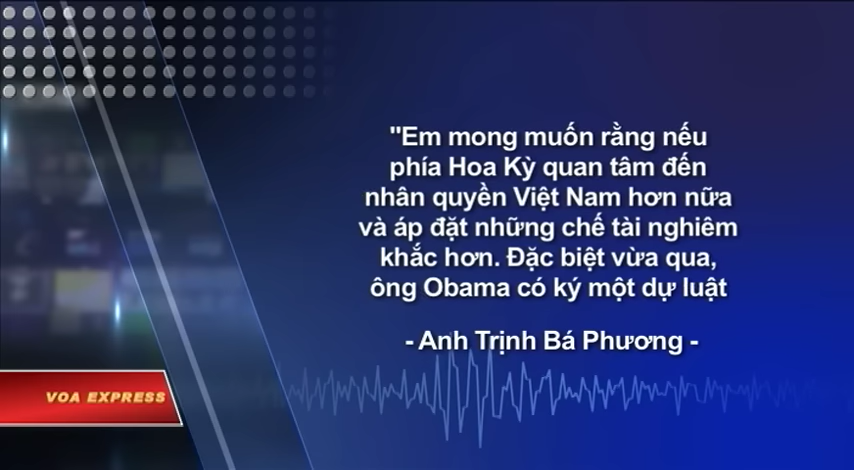 "Em mong muốn rằng nếu
phía Hoa Kỳ quan tâm đến
nhân quyền Việt Nam hơn nữa
và áp đặt những chế tài nghiêm
khắc hơn. Đặc biệt vừa qua,
ông Obama có ký một dự luật
- Anh Trịnh Bá Phương -
VOA EXPRESS